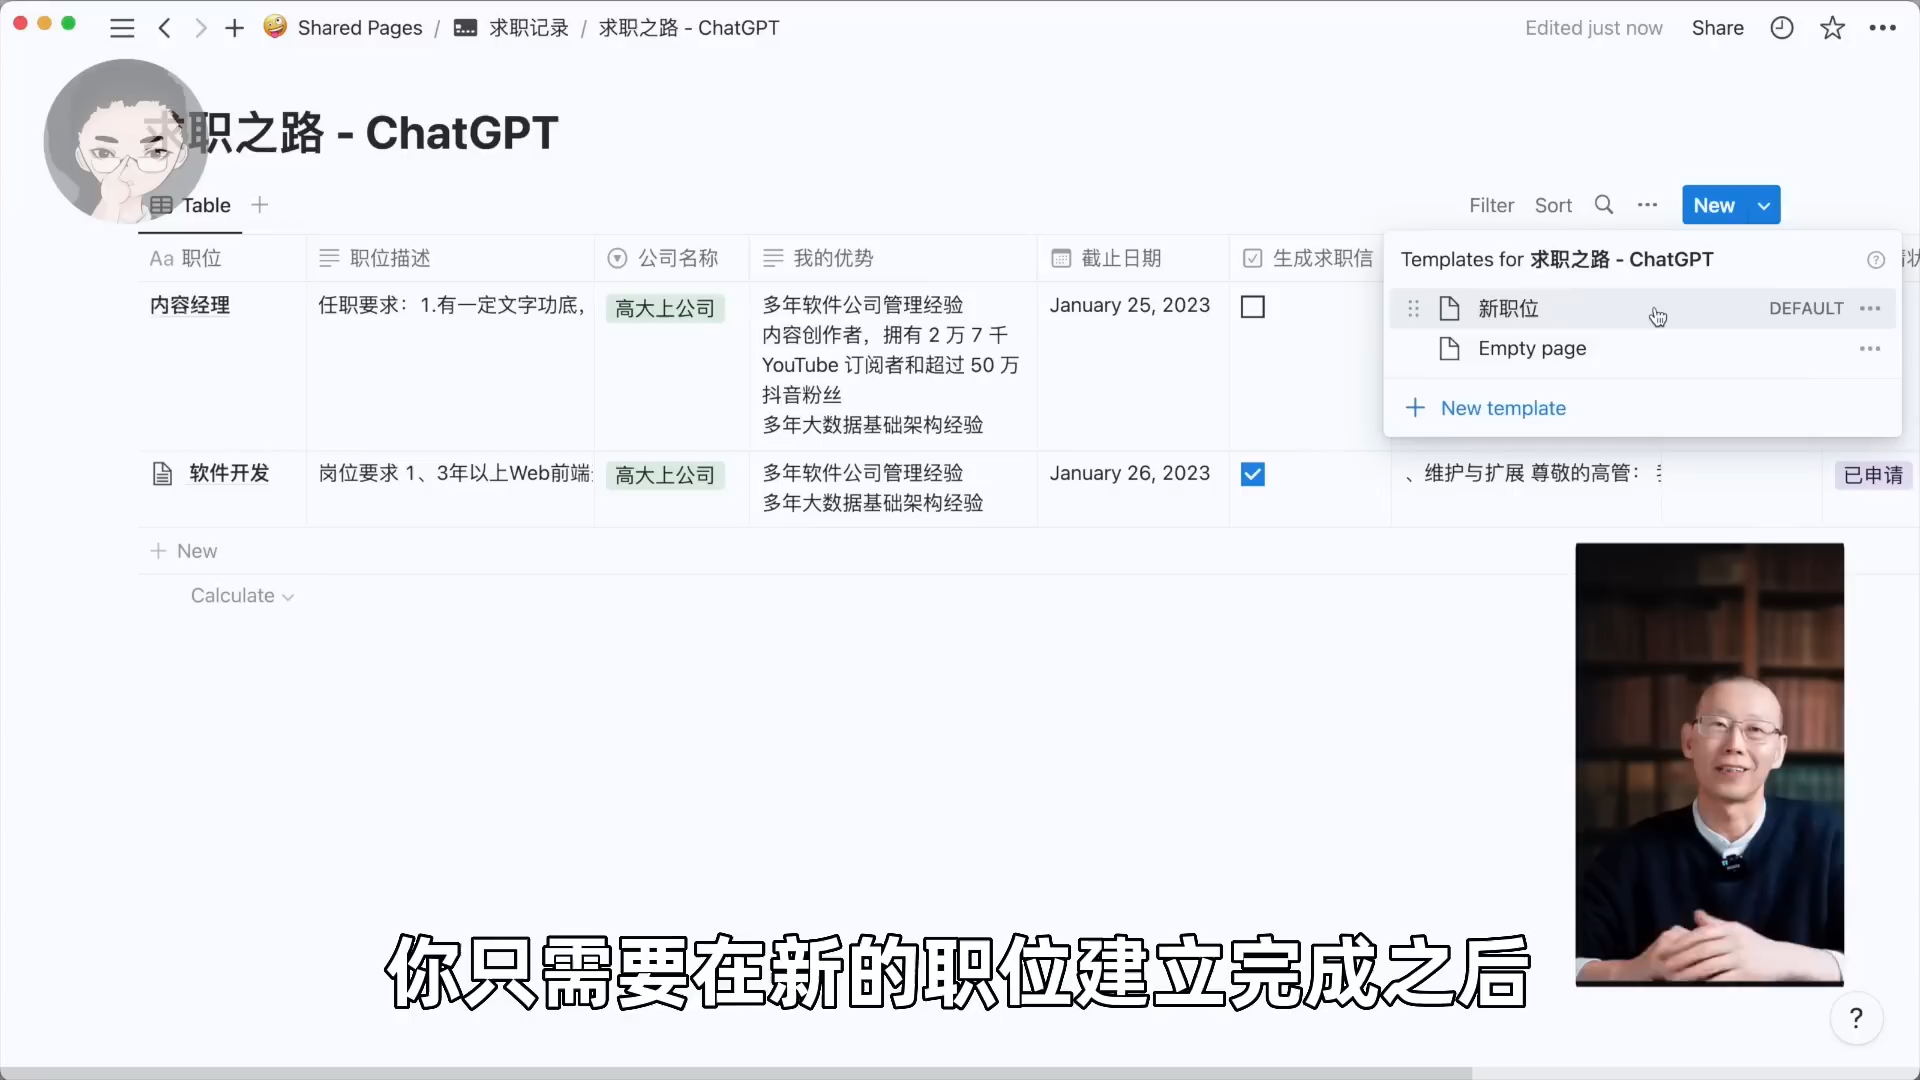 Shared Pages / 求职记录 / 求职之路 - ChatGPT
Edited just now
Share
求职之路 - ChatGPT
Table
Filter
Sort
New
Aa 职位
职位描述
公司名称
我的优势
截止日期
生成求职信
Templates for 求职之路 - ChatGPT
新职位
DEFAULT
Empty page
New template
内容经理
任职要求：1.有一定文字功底，
高大上公司
多年软件公司管理经验
内容创作者，拥有 2 万 7 千
YouTube 订阅者和超过 50 万
抖音粉丝
多年大数据基础架构经验
January 25, 2023
软件开发
岗位要求 1、3年以上Web前端
高大上公司
多年软件公司管理经验
多年大数据基础架构经验
January 26, 2023
、维护与扩展 尊敬的高管：
已申请
New
Calculate
你只需要在新的职位建立完成之后
?